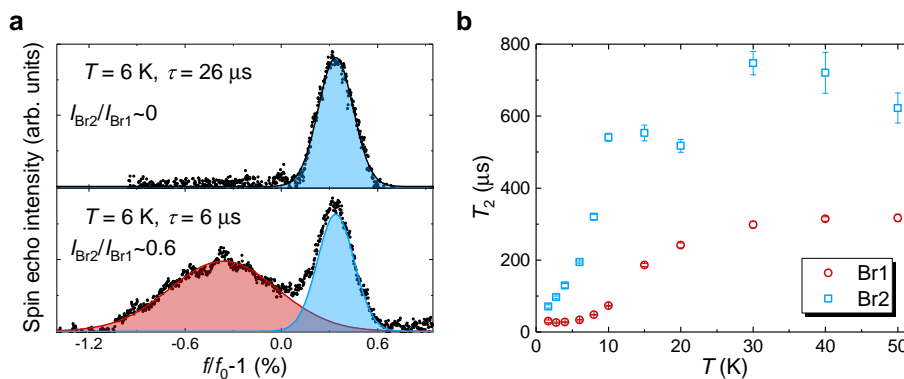 a
T = 6 K, τ = 26 μs
I_Br2/I_Br1~0
T = 6 K, τ = 6 μs
I_Br2/I_Br1~0.6
Spin echo intensity (arb. units)
-1.2 -0.6 0.0 0.6
f/f_0-1 (%)
b
800
600
400
200
0
T_2 (μs)
Br1
Br2
0 10 20 30 40 50
T (K)